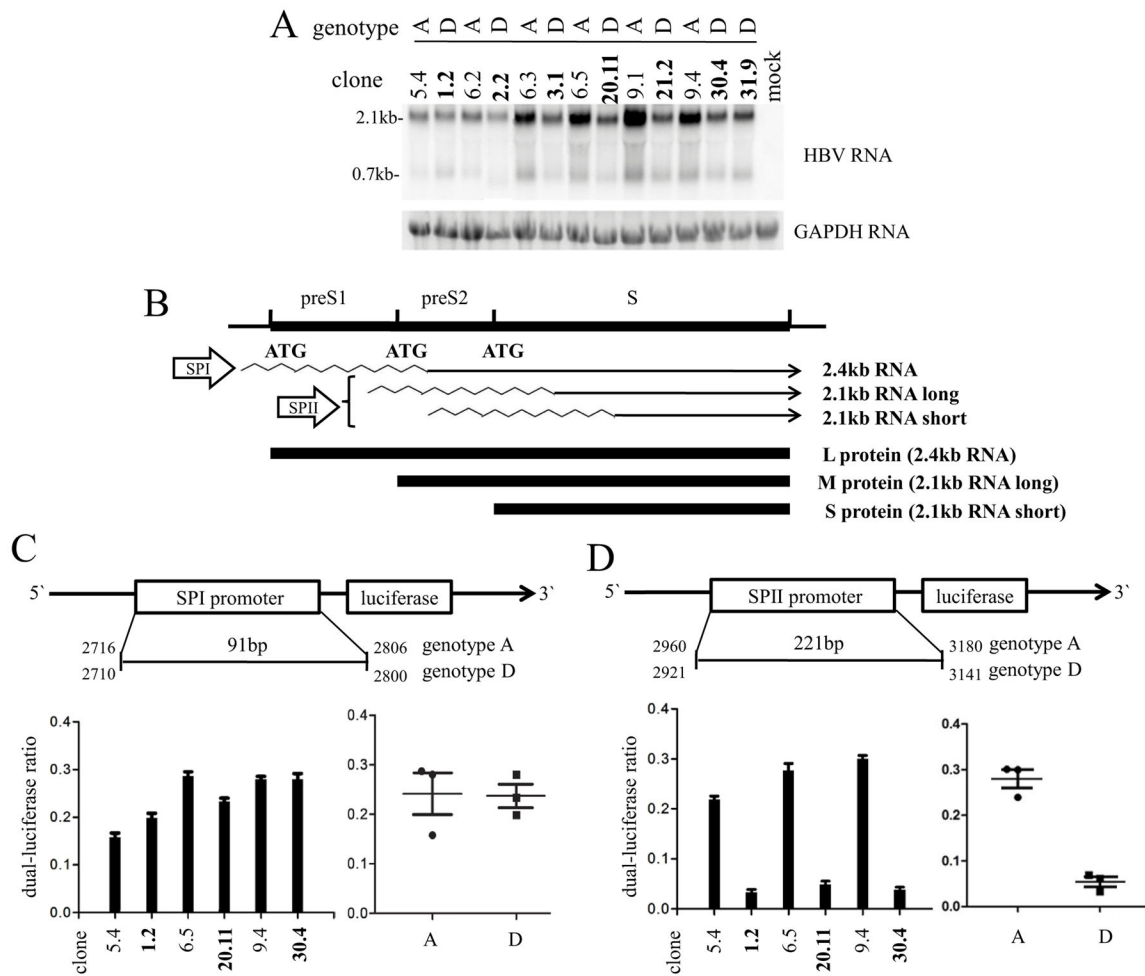 A
genotype A D A D A D A D A D A D D
clone 5.4 1.2 6.2 2.2 6.3 3.1 6.5 20.11 9.1 21.2 9.4 30.4 31.9 mock
2.1kb-
0.7kb-
HBV RNA
GAPDH RNA
B
preS1 preS2 S
ATG ATG ATG
SPI
2.4kb RNA
SPII
2.1kb RNA long
2.1kb RNA short
L protein (2.4kb RNA)
M protein (2.1kb RNA long)
S protein (2.1kb RNA short)
C
5` SPI promoter luciferase 3`
2716 91bp 2806 genotype A
2710 2800 genotype D
dual-luciferase ratio
0.4
0.3
0.2
0.1
0.0
clone 5.4 1.2 6.5 20.11 9.4 30.4
0.4
0.3
0.2
0.1
0.0
A D
D
5` SPII promoter luciferase 3`
2960 221bp 3180 genotype A
2921 3141 genotype D
dual-luciferase ratio
0.4
0.3
0.2
0.1
0.0
clone 5.4 1.2 6.5 20.11 9.4 30.4
0.4
0.3
0.2
0.1
0.0
A D